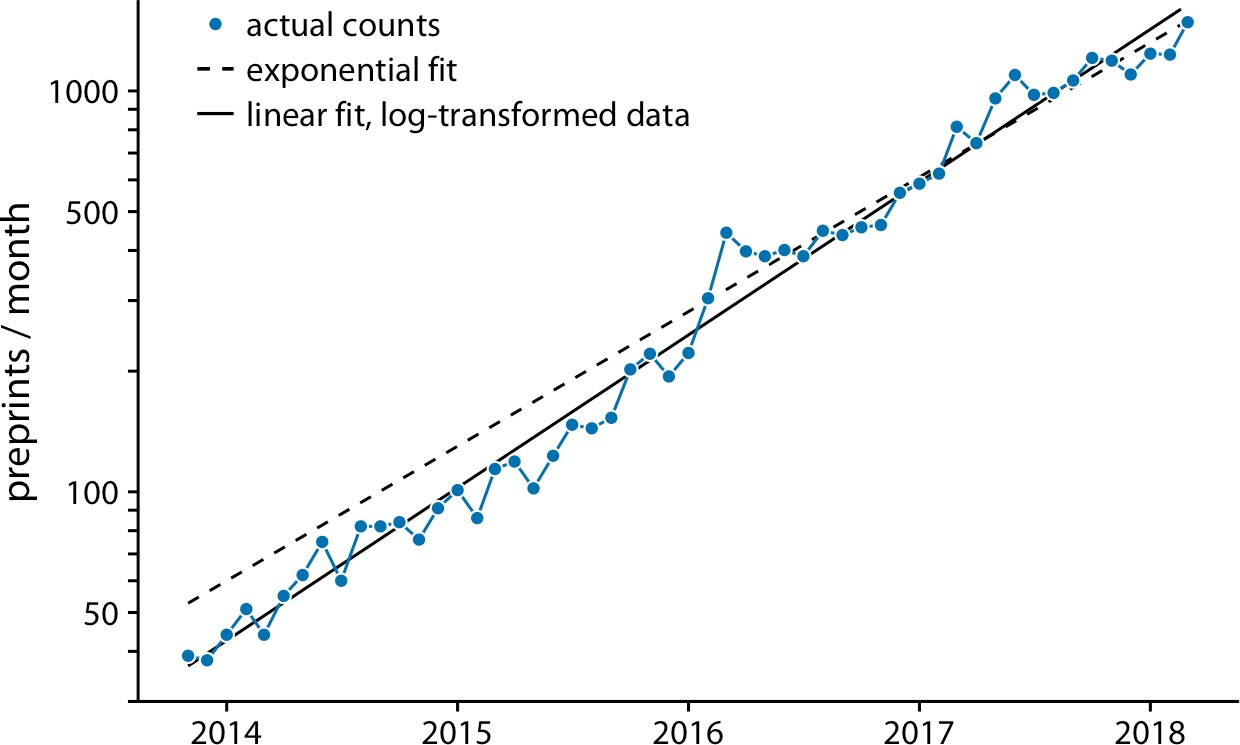 actual counts
exponential fit
linear fit, log-transformed data
preprints / month
1000
500
100
50
2014
2015
2016
2017
2018